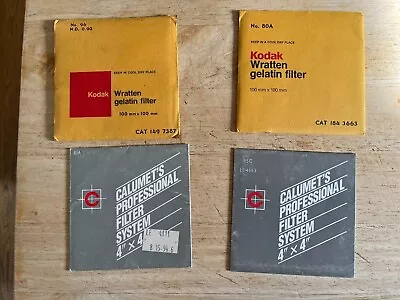 No. 96
N.D. 0.90
KEEP IN A COOL DRY PLACE
Kodak
Wratten
gelatin filter
100 mm x 100 mm
CAT 149 7387
No. 80A
KEEP IN A COOL DRY PLACE
Kodak
Wratten
gelatin filter
100 mm x 100 mm
CAT 184 3663
81A
CALUMET'S
PROFESSIONAL
FILTER
SYSTEM
4" x 4"
CALUMET'S
PROFESSIONAL
FILTER
SYSTEM
4" x 4"